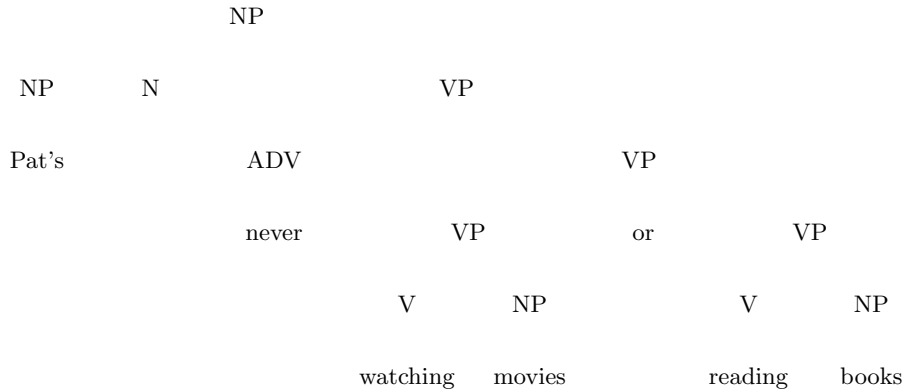 NP
NP N VP
Pat's ADV VP
never VP or VP
V NP V NP
watching movies reading books